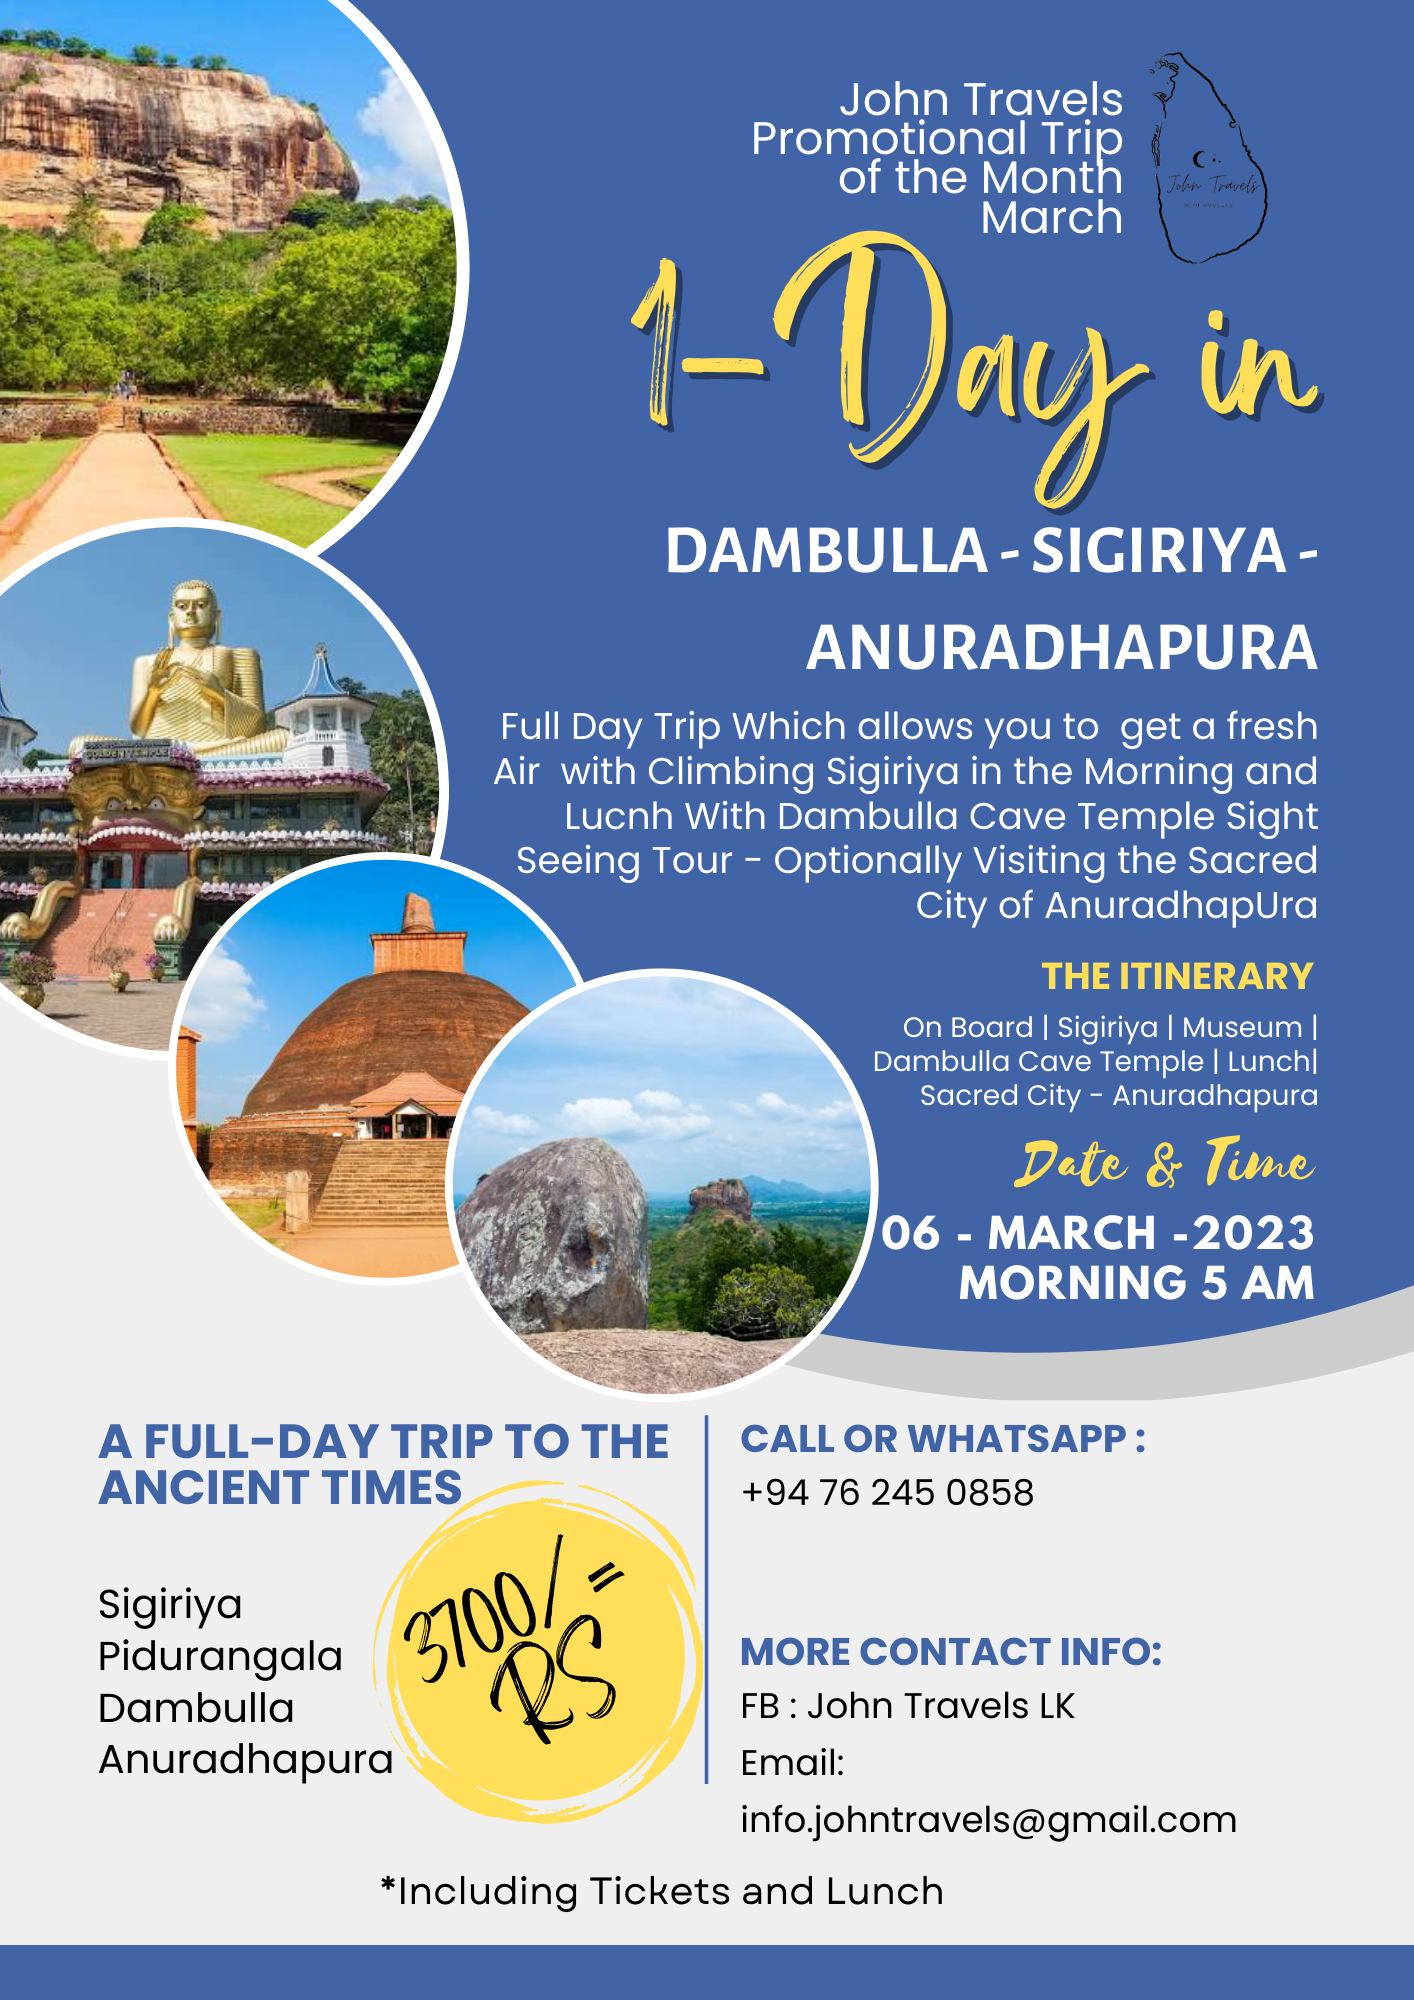 John Travels
Promotional Trip
of the Month
March
John Travels
1-Day in
DAMBULLA - SIGIRIYA -
ANURADHAPURA
Full Day Trip Which allows you to get a fresh
Air with Climbing Sigiriya in the Morning and
Lucnh With Dambulla Cave Temple Sight
Seeing Tour - Optionally Visiting the Sacred
City of AnuradhapUra
THE ITINERARY
On Board | Sigiriya | Museum |
Dambulla Cave Temple | Lunch|
Sacred City - Anuradhapura
Date & Time
06 - MARCH -2023
MORNING 5 AM
GOLDEN TEMPLE
A FULL-DAY TRIP TO THE
ANCIENT TIMES
Sigiriya
Pidurangala
Dambulla
Anuradhapura
3700/=
RS
CALL OR WHATSAPP :
+94 76 245 0858
MORE CONTACT INFO:
FB : John Travels LK
Email:
info.johntravels@gmail.com
*Including Tickets and Lunch